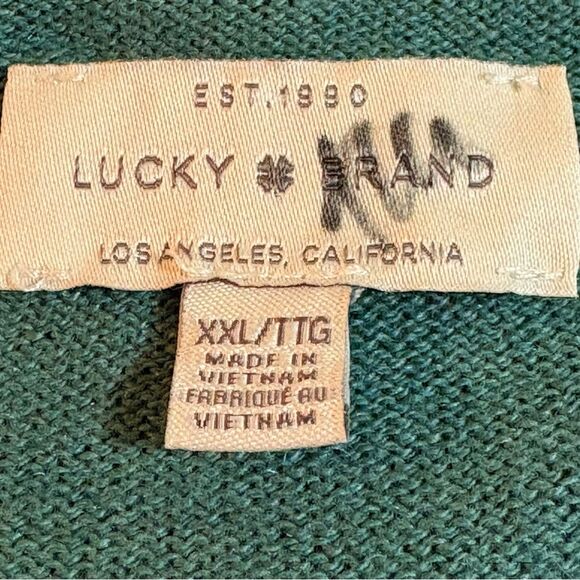 EST. 1990
LUCKY BRAND
LOS ANGELES, CALIFORNIA
XXL/TTG
MADE IN
VIETNAM
FABRIQUÉ AU
VIETNAM